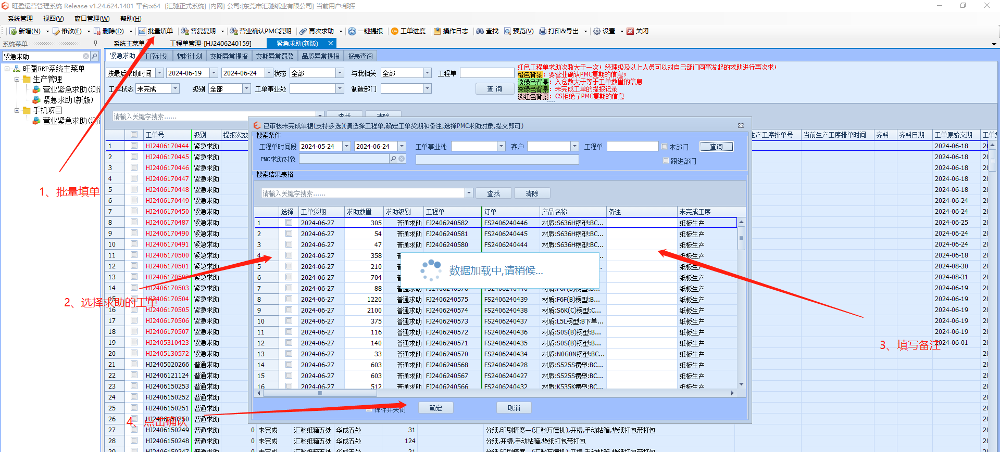 旺盈运营管理系统 Release v1.24.624.1401 平台:x64 [汇驰正式系统] [内网] 公司:[东莞市汇驰纸业有限公司] 当前用户:邹挥
系统管理 视图(V) 窗口管理(W) 帮助(H)
新增(N) 修改(E) 删除(D) 批量填单 答复复期 营业确认PMC复期 再次求助 一键提报 工单进度 操作日志 查找 预览(V) 打印&导出 设置 关闭
系统菜单 系统主菜单 工程单管理-[HJ2406240159] 紧急求助(新版)
紧急求助
旺盈ERP系统主菜单
生产管理
营业紧急求助(测试
紧急求助(新版)
手机项目
营业紧急求助(测试
紧急求助 工序计划 物料计划 交期异常提报 交期异常罚款 品质异常提报 报表查询
按最后求助时间 2024-06-19 2024-06-24 状态 全部 与我相关 全部 工程单
工单状态 未完成 级别 全部 工单事业处 制造部门 查 询
红色工程单求助次数大于一次；经理级及以上人员可以对自己部门同事发起的求助进行再次求；
橙色背景：要营业确认PMC复期的信息；
淡绿色背景：入仓数大于等于工单数量的信息
深绿色背景：未完成工单的提报记录
淡红色背景：CS拒绝了PMC复期的信息
请输入关键字搜索...... 查找 清除
工单号 级别 提报次数 生产工序排单号 当前生产工序排单时间 齐料 齐料日期 工单原始交期
1 HJ2406170444 紧急求助 2024-06-18
2 HJ2406170445 紧急求助 2024-06-18
3 HJ2406170446 紧急求助 2024-06-18
4 HJ2406170447 紧急求助 2024-06-18
5 HJ2406170448 紧急求助 2024-06-18
6 HJ2406170449 紧急求助 2024-06-24
7 HJ2406170450 紧急求助 2024-06-24
8 HJ2406170487 紧急求助 2024-06-25
9 HJ2406170490 紧急求助 2024-06-24
10 HJ2406170491 紧急求助 2024-06-24
11 HJ2406170500 紧急求助 2024-06-18
12 HJ2406170501 紧急求助 2024-08-30
13 HJ2406170502 紧急求助 2024-08-31
14 HJ2406170503 紧急求助 2024-06-19
15 HJ2406170504 紧急求助 2024-06-19
16 HJ2406170505 紧急求助 2024-06-19
17 HJ2406170506 紧急求助 2024-06-19
18 HJ2406170507 紧急求助 2024-06-19
19 HJ2405310423 紧急求助 2024-06-01
20 HJ2405130572 紧急求助
21 HJ2405020266 普通求助
22 HJ2406121124 普通求助
23 HJ2406150253 普通求助
24 HJ2406150252 普通求助
25 HJ2406150251 普通求助
26 HJ2406150250 普通求助
27 HJ2406150249 普通求助 0 未完成 汇驰纸箱五处 华成五处 31 分纸,印刷精度一(汇驰万德机),开槽,手动粘箱,垫纸打包带打包
28 HJ2406150248 普通求助 0 未完成 汇驰纸箱五处 华成五处 124 分纸,开槽,手动粘箱,垫纸打包带打包
29 HJ2406150247 普通求助 0 未完成 汇驰纸箱五处 华成五处 21 分纸,印刷精度一(汇驰万德机),开槽,手动粘箱,垫纸打包带打包
已审核未完成单据(支持多选)(请选择工程单,确定工单货期和备注,选择PMC求助对象,提交即可)
搜索条件
工程单时间段 2024-05-24 2024-06-24 工单事业处 客户 工程单 本部门 查询
PMC求助对象 跟进部门
搜索结果表格
请输入关键字搜索...... 查找 清除
选择 工单货期 求助数量 求助级别 工程单 订单 产品名称 备注 未完成工序
1 2024-06-27 305 普通求助 FJ2406240582 FS2406240446 材质:S636H楞型:BC... 纸板生产
2 2024-06-27 54 普通求助 FJ2406240581 FS2406240445 材质:S636H楞型:BC... 纸板生产
3 2024-06-27 47 普通求助 FJ2406240580 FS2406240444 材质:S636H楞型:BC... 纸板生产
4 2024-06-27 358 纸板生产
5 2024-06-27 210 纸板生产
6 2024-06-27 704 纸板生产
7 2024-06-27 88 普通求助 FJ2406240576 FS2406240440 材质:F6F(B)楞型:B... 纸板生产
8 2024-06-27 1220 普通求助 FJ2406240575 FS2406240439 材质:F6F(B)楞型:B... 纸板生产
9 2024-06-27 2100 普通求助 FJ2406240574 FS2406240438 材质:S6K(C)楞型:C... 纸板生产
10 2024-06-27 375 普通求助 FJ2406240573 FS2406240437 材质:L5L楞型:B下单... 纸板生产
11 2024-06-27 116 普通求助 FJ2406240572 FS2406240436 材质:S0S(B)楞型:B... 纸板生产
12 2024-06-27 140 普通求助 FJ2406240571 FS2406240435 材质:S0S(B)楞型:B... 纸板生产
13 2024-06-27 33 普通求助 FJ2406240570 FS2406240434 材质:N0G0N楞型:BC... 纸板生产
14 2024-06-27 603 普通求助 FJ2406240568 FS2406240428 材质:S525S楞型:BC... 纸板生产
15 2024-06-27 603 普通求助 FJ2406240567 FS2406240427 材质:S525S楞型:BC... 纸板生产
16 2024-06-27 512 普通求助 FJ2406240566 FS2406240432 材质:K535K楞型:BC... 纸板生产
数据加载中,请稍候...
保存并关闭 确定 取消
1、批量填单
2、选择求助的工单
3、填写备注
4、点击确认